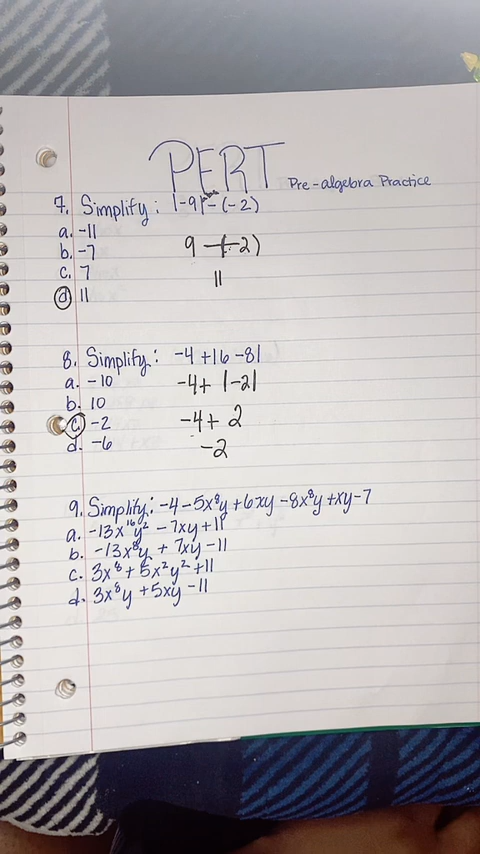 PERT Pre-algebra Practice
7. Simplify: |-9|-(-2)
a. -11
b. -7
9-(-2)
c. 7
11
d. 11
8. Simplify: -4+|6-8|
a. -10
-4+ |-2|
b. 10
-4+ 2
c. -2
-2
d. -6
9. Simplify: -4-5x⁸y+6xy-8x⁸y+xy-7
a. -13x¹⁶y² - 7xy+11
b. -13x⁸y + 7xy-11
c. 3x⁸+5x²y²+11
d. 3x⁸y +5xy -11